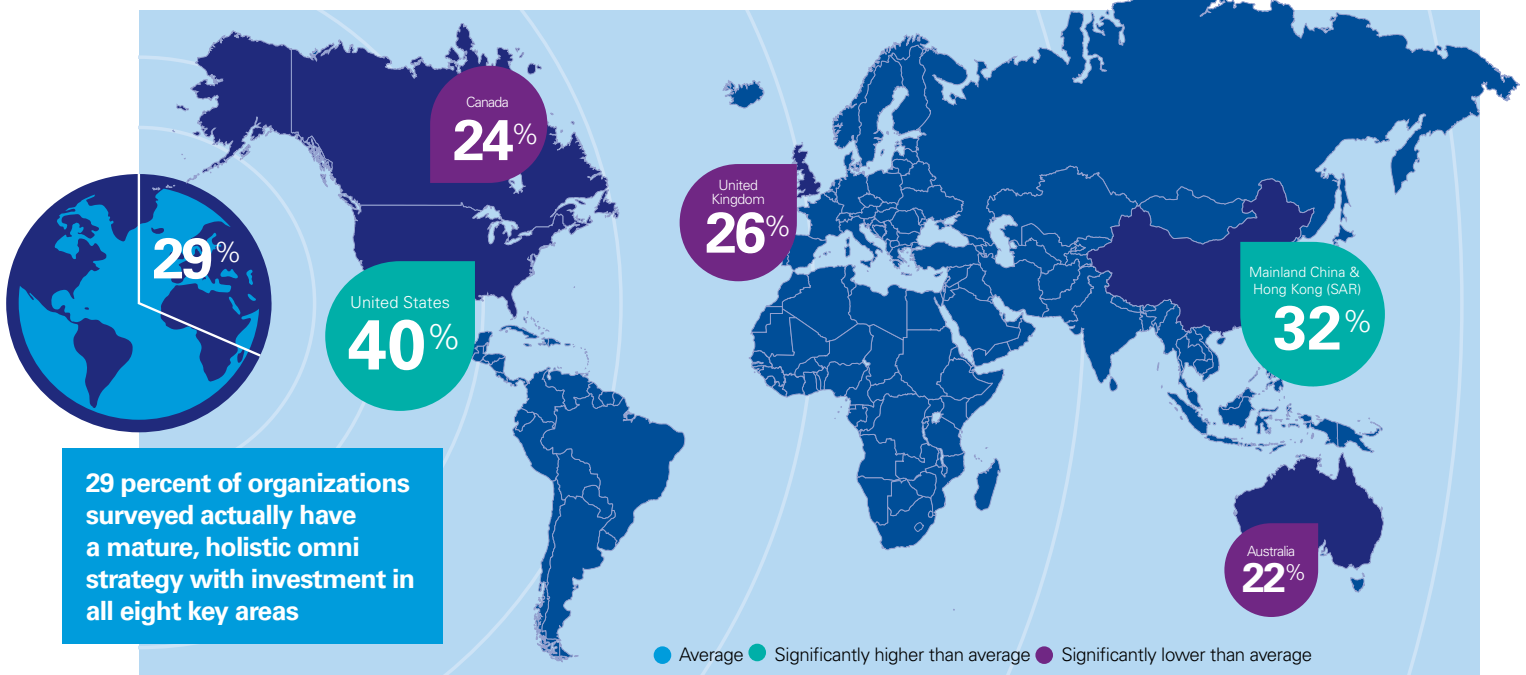 Canada
24%
United
Kingdom
26%
29%
United States
40%
Mainland China &
Hong Kong (SAR)
32%
29 percent of organizations
surveyed actually have
a mature, holistic omni
strategy with investment in
all eight key areas
Australia
22%
Average
Significantly higher than average
Significantly lower than average